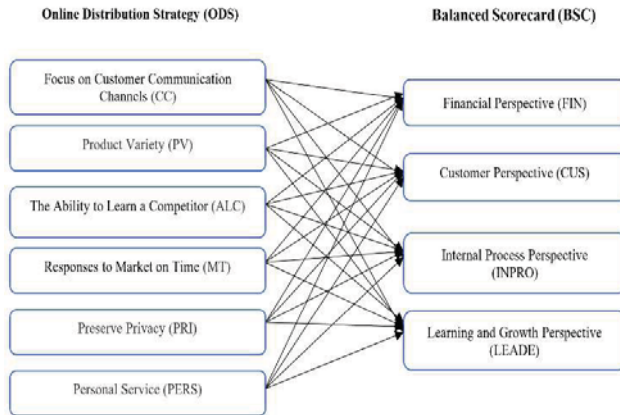 Online Distribution Strategy (ODS)
Focus on Customer Communication
Channels (CC)
Product Variety (PV)
The Ability to Learn a Competitor (ALC)
Responses to Market on Time (MT)
Preserve Privacy (PRI)
Personal Service (PERS)
Balanced Scorecard (BSC)
Financial Perspective (FIN)
Customer Perspective (CUS)
Internal Process Perspective
(INPRO)
Learning and Growth Perspective
(LEADE)